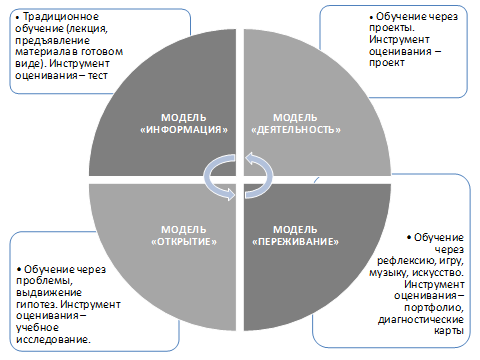 • Традиционное
обучение (лекция,
предъявление
материала в готовом
виде). Инструмент
оценивания – тест
• Обучение через
проекты.
Инструмент
оценивания –
проект
МОДЕЛЬ
«ИНФОРМАЦИЯ»
МОДЕЛЬ
«ДЕЯТЕЛЬНОСТЬ»
МОДЕЛЬ
«ОТКРЫТИЕ»
МОДЕЛЬ
«ПЕРЕЖИВАНИЕ»
• Обучение через
проблемы,
выдвижение
гипотез. Инструмент
оценивания –
учебное
исследование.
• Обучение
через
рефлексию, игру,
музыку, искусство.
Инструмент
оценивания –
портфолио,
диагностические
карты